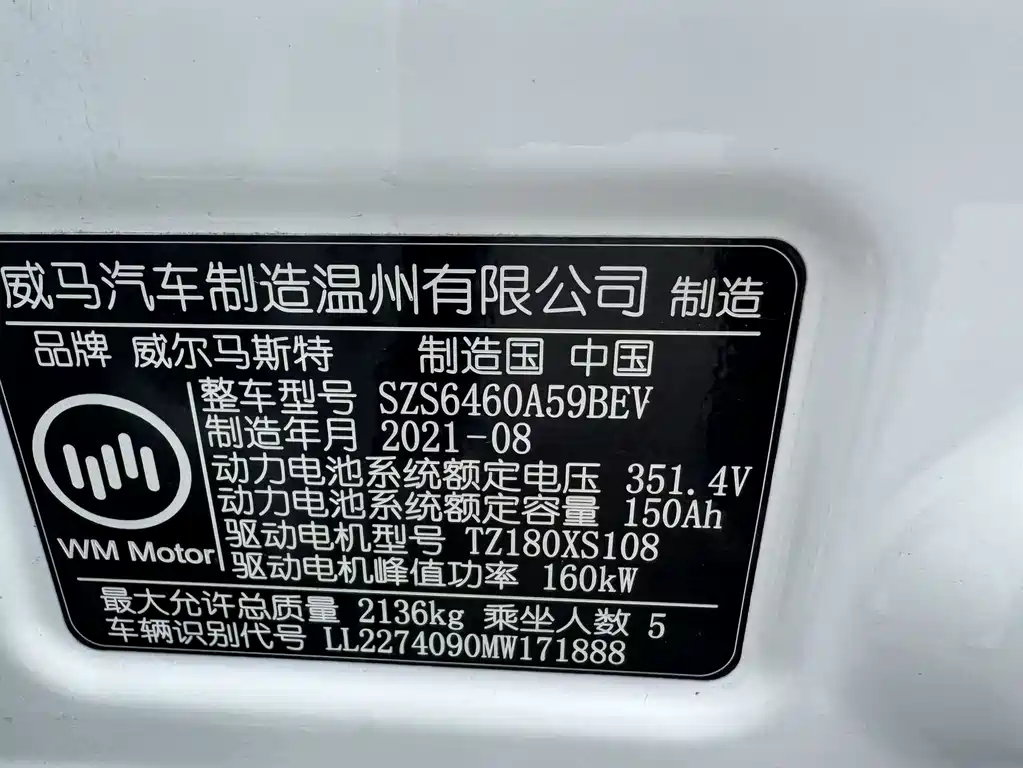 威马汽车制造温州有限公司 制造
品牌 威尔马斯特 制造国 中国
整车型号 SZS6460A59BEV
制造年月 2021-08
动力电池系统额定电压 351.4V
动力电池系统额定容量 150Ah
驱动电机型号 TZ180XS108
驱动电机峰值功率 160kW
WM Motor
最大允许总质量 2136kg 乘坐人数 5
车辆识别代号 LL2274090MW171888